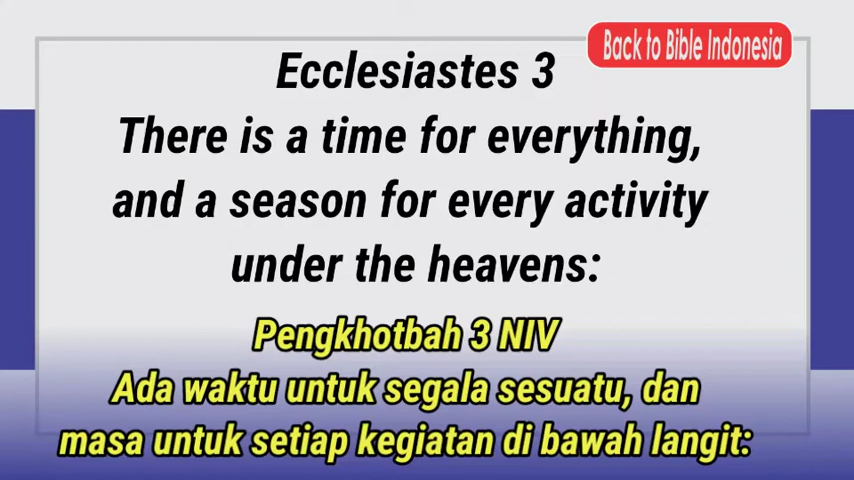 Back to Bible Indonesia
Ecclesiastes 3
There is a time for everything,
and a season for every activity
under the heavens:
Pengkhotbah 3 NIV
Ada waktu untuk segala sesuatu, dan
masa untuk setiap kegiatan di bawah langit: